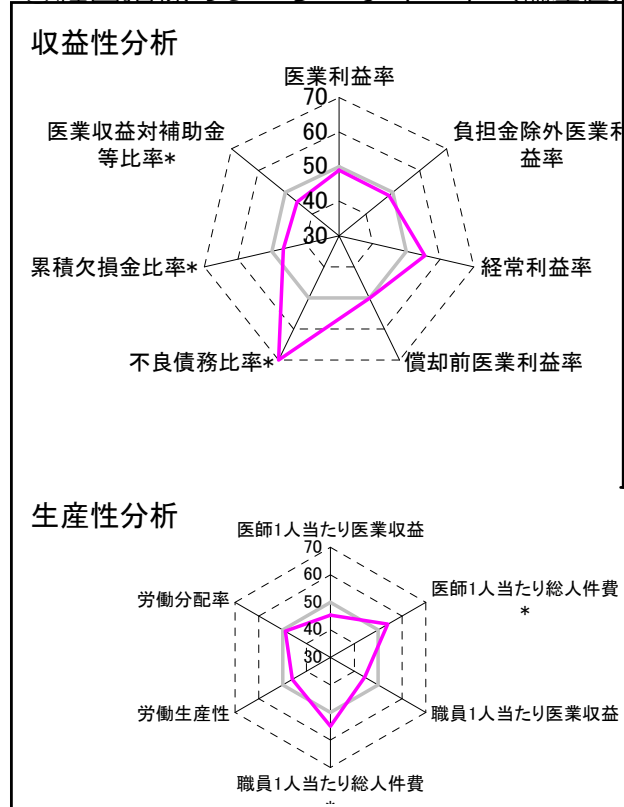 収益性分析
医業利益率
70
60
50
40
30
医業収益対補助金
等比率*
負担金除外医業利
益率
累積欠損金比率*
経常利益率
不良債務比率*
償却前医業利益率
生産性分析
医師1人当たり医業収益
70
60
50
40
30
労働分配率
医師1人当たり総人件費
*
労働生産性
職員1人当たり医業収益
職員1人当たり総人件費
*